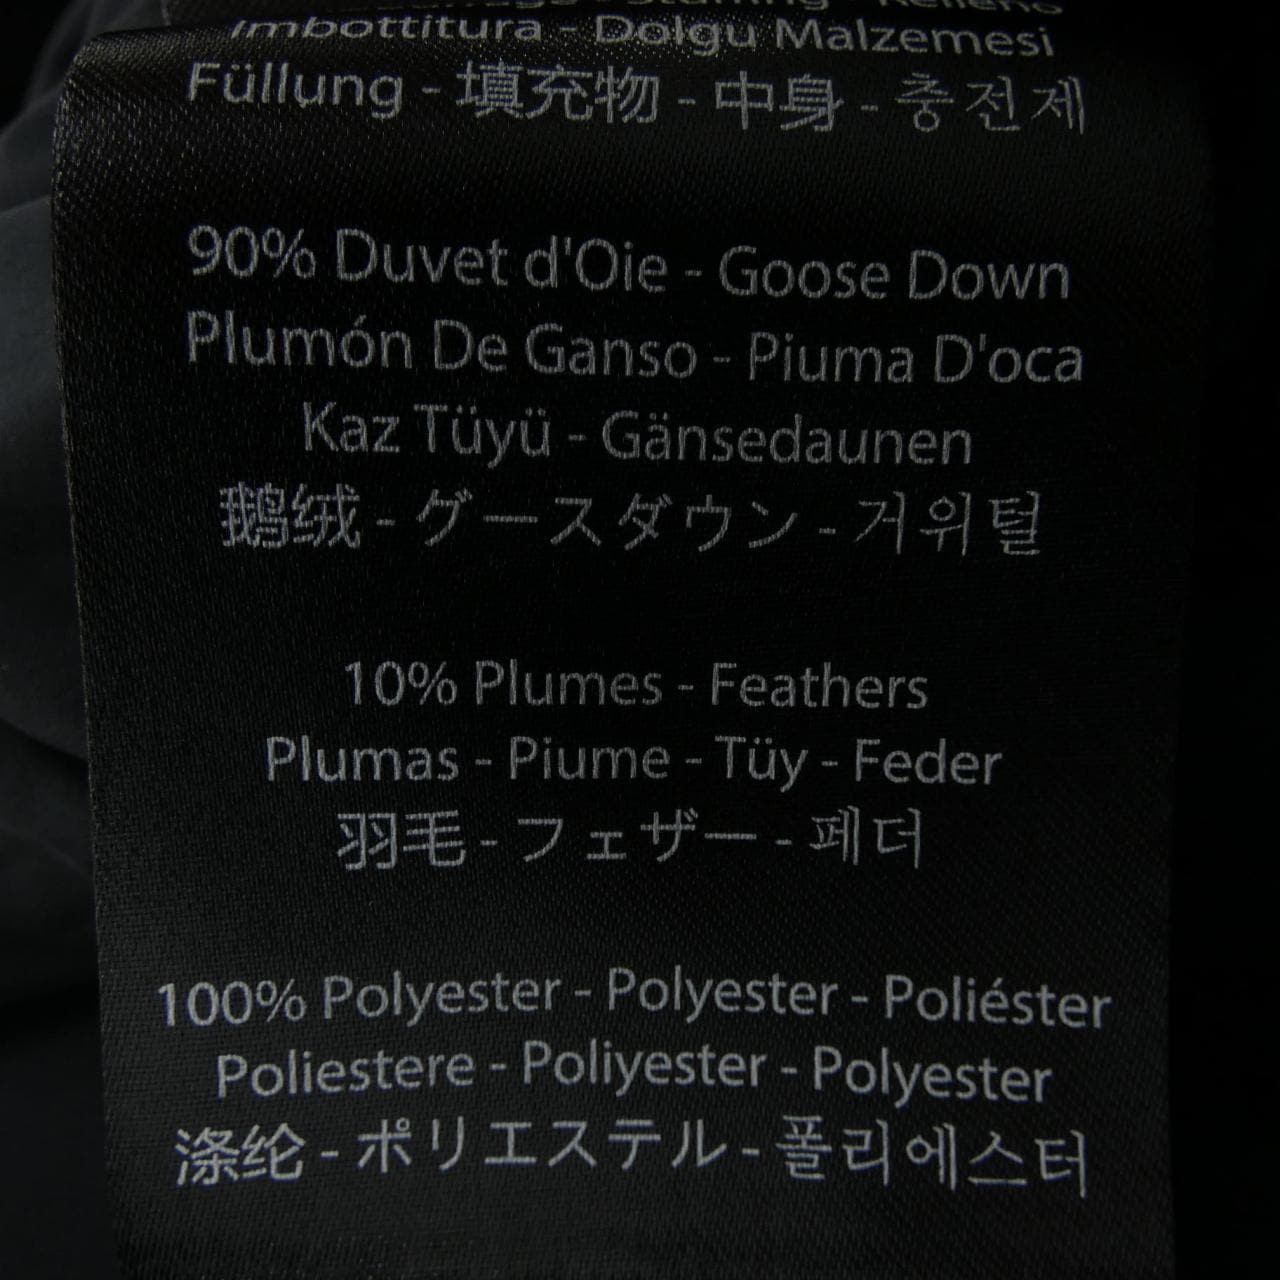 Stuffing - Relleno
Imbottitura - Dolgu Malzemesi
Füllung - 填充物 - 中身 - 충전제
90% Duvet d'Oie - Goose Down
Plumón De Ganso - Piuma D'oca
Kaz Tüyü - Gänsedaunen
鹅绒 - グースダウン - 거위털
10% Plumes - Feathers
Plumas - Piume - Tüy - Feder
羽毛 - フェザー - 페더
100% Polyester - Polyester - Poliéster
Poliestere - Poliyester - Polyester
涤纶 - ポリエステル - 폴리에스터